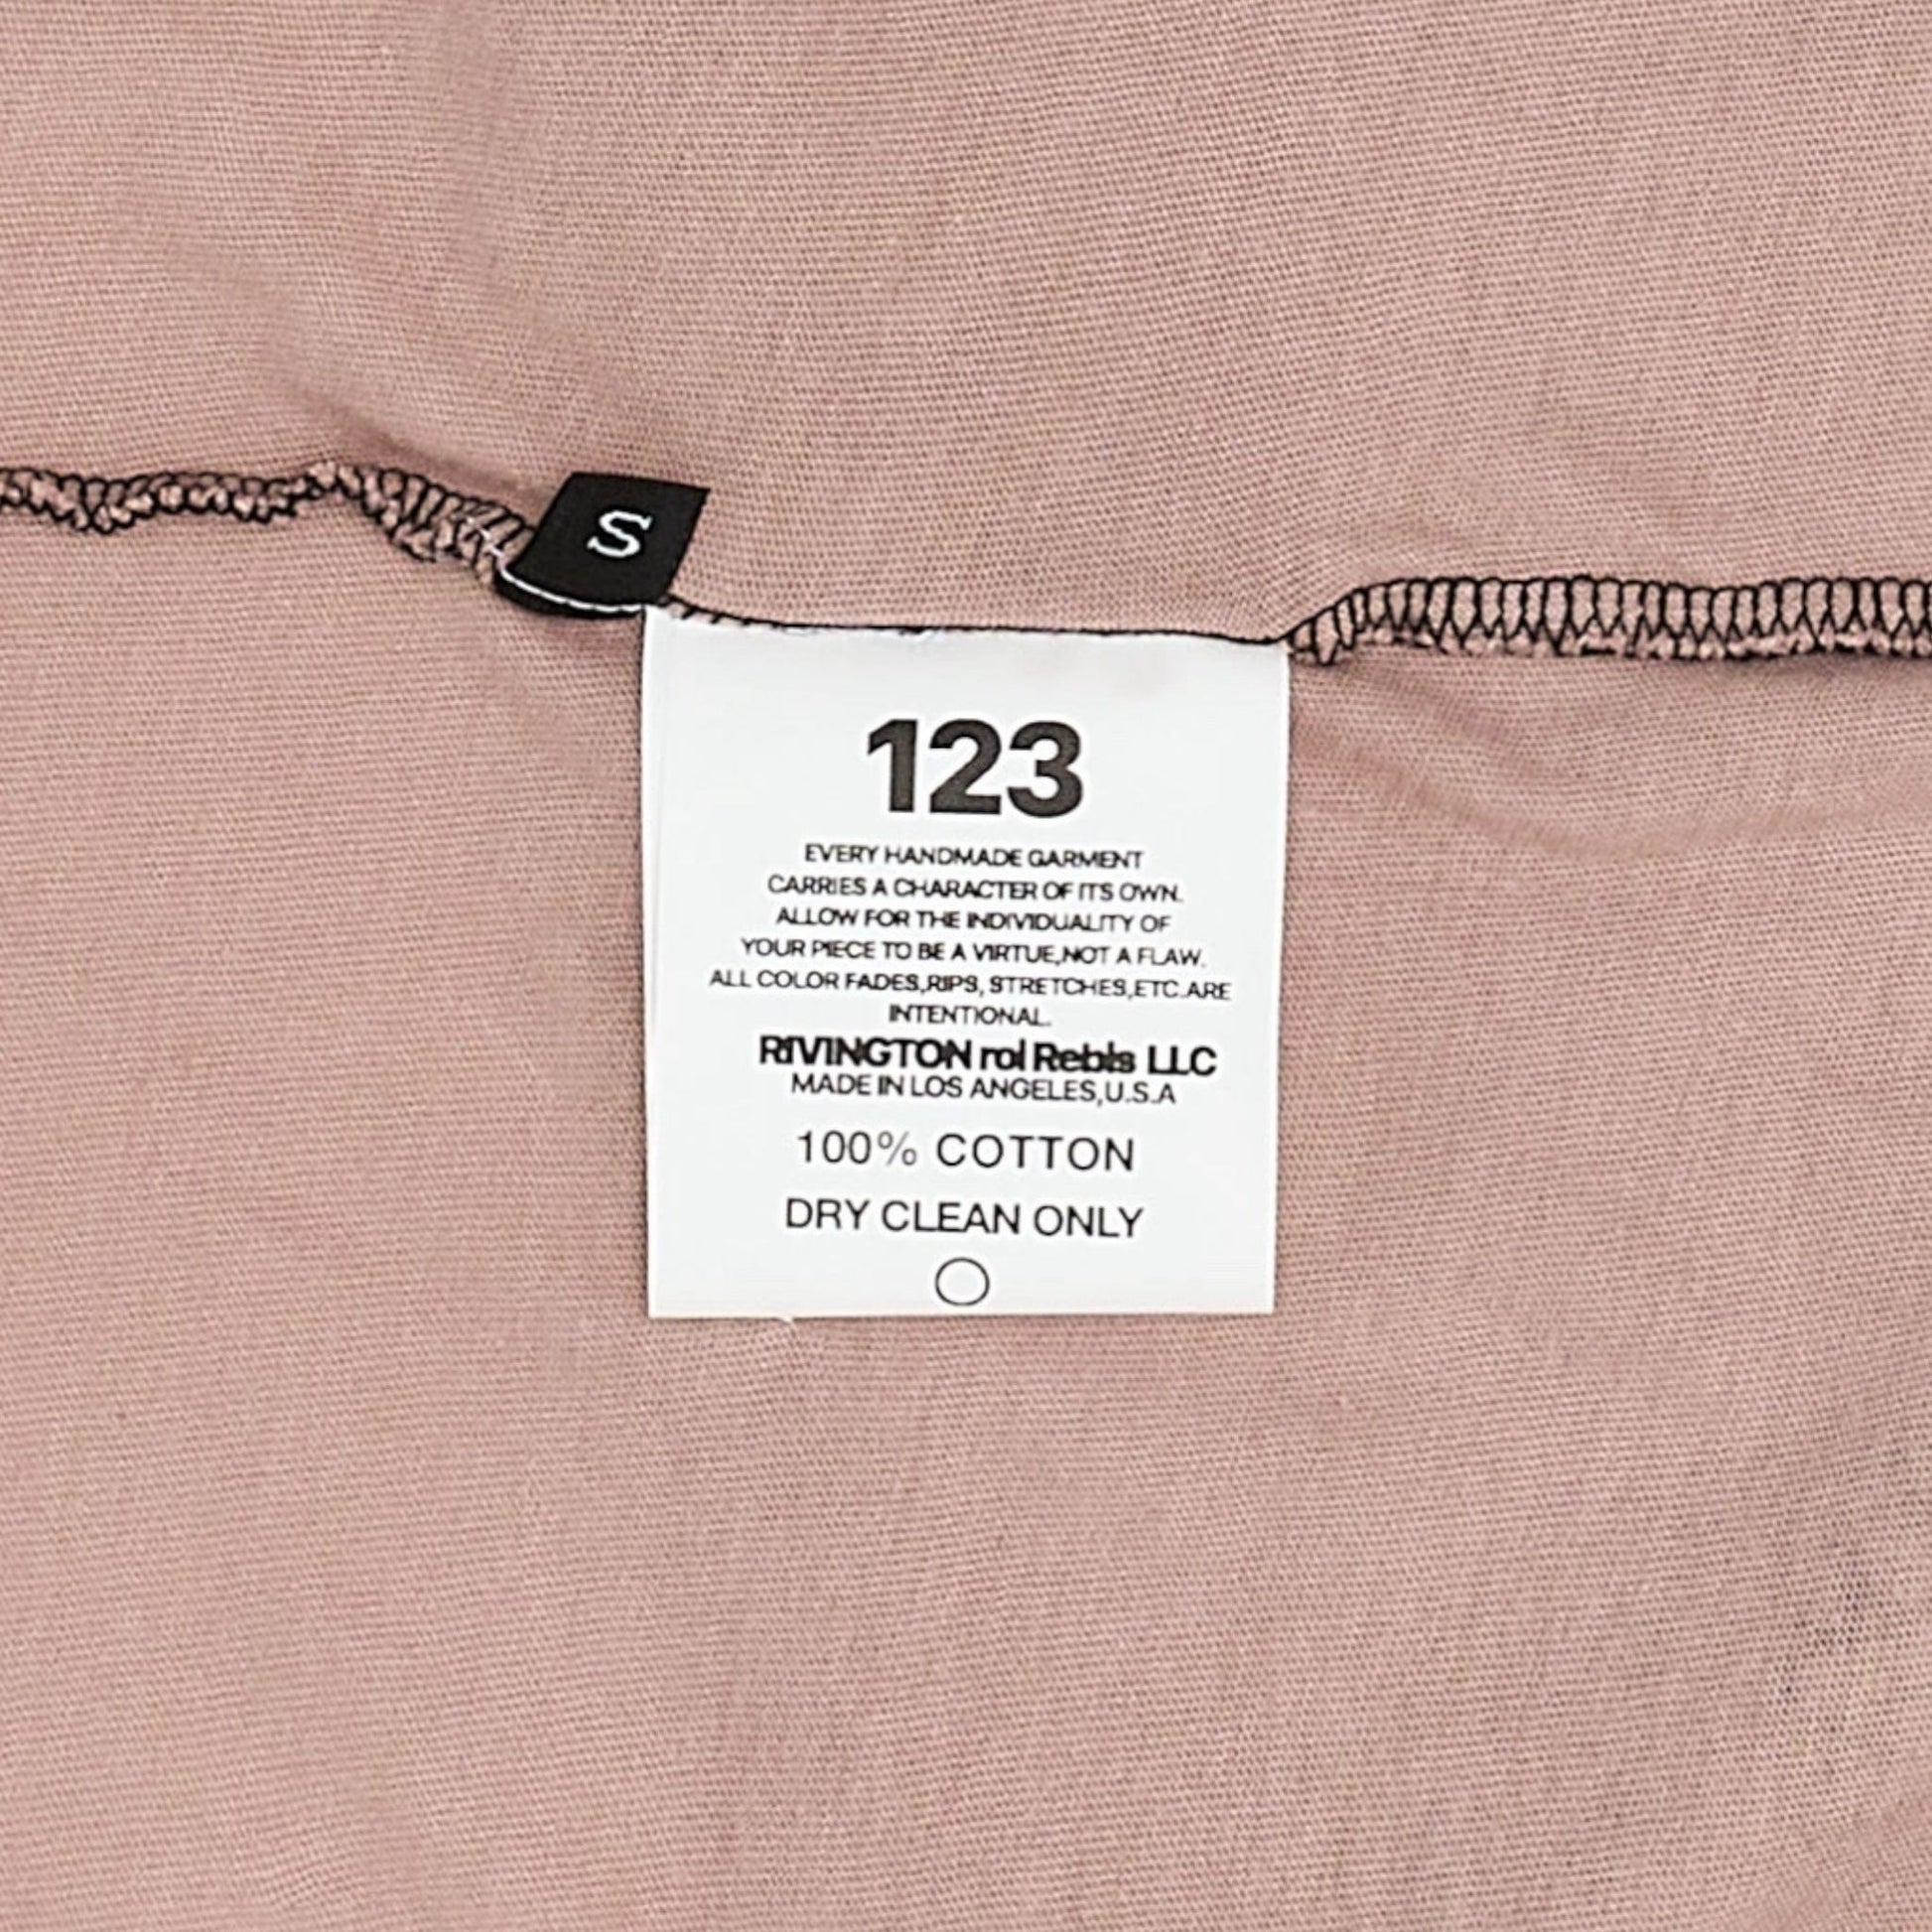 S
123
EVERY HANDMADE GARMENT
CARRIES A CHARACTER OF ITS OWN.
ALLOW FOR THE INDIVIDUALITY OF
YOUR PIECE TO BE A VIRTUE,NOT A FLAW.
ALL COLOR FADES,RIPS, STRETCHES,ETC.ARE
INTENTIONAL.
RIVINGTON roi Rebis LLC
MADE IN LOS ANGELES,U.S.A
100% COTTON
DRY CLEAN ONLY